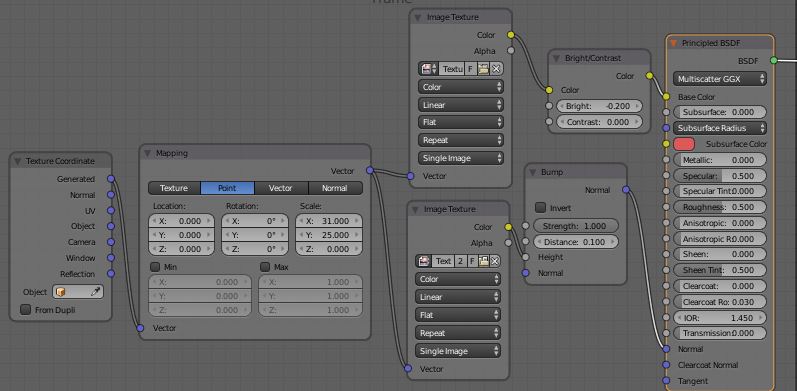 Frame
Texture Coordinate
Generated
Normal
UV
Object
Camera
Window
Reflection
Object
From Dupli
Mapping
Vector
Texture Point Vector Normal
Location: Rotation: Scale:
X: 0.000 X: 0° X: 31.000
Y: 0.000 Y: 0° Y: 25.000
Z: 0.000 Z: 0° Z: 0.000
Min Max
X: 0.000 X: 1.000
Y: 0.000 Y: 1.000
Z: 0.000 Z: 1.000
Vector
Image Texture
Color
Alpha
Textu F
Color
Linear
Flat
Repeat
Single Image
Vector
Image Texture
Color
Alpha
Text 2 F
Color
Linear
Flat
Repeat
Single Image
Vector
Bright/Contrast
Color
Color
Bright: -0.200
Contrast: 0.000
Bump
Normal
Invert
Strength: 1.000
Distance: 0.100
Height
Normal
Principled BSDF
BSDF
Multiscatter GGX
Base Color
Subsurface: 0.000
Subsurface Radius
Subsurface Color
Metallic: 0.000
Specular: 0.500
Specular Tint: 0.000
Roughness: 0.500
Anisotropic: 0.000
Anisotropic R: 0.000
Sheen: 0.000
Sheen Tint: 0.500
Clearcoat: 0.000
Clearcoat Ro: 0.030
IOR: 1.450
Transmission: 0.000
Normal
Clearcoat Normal
Tangent